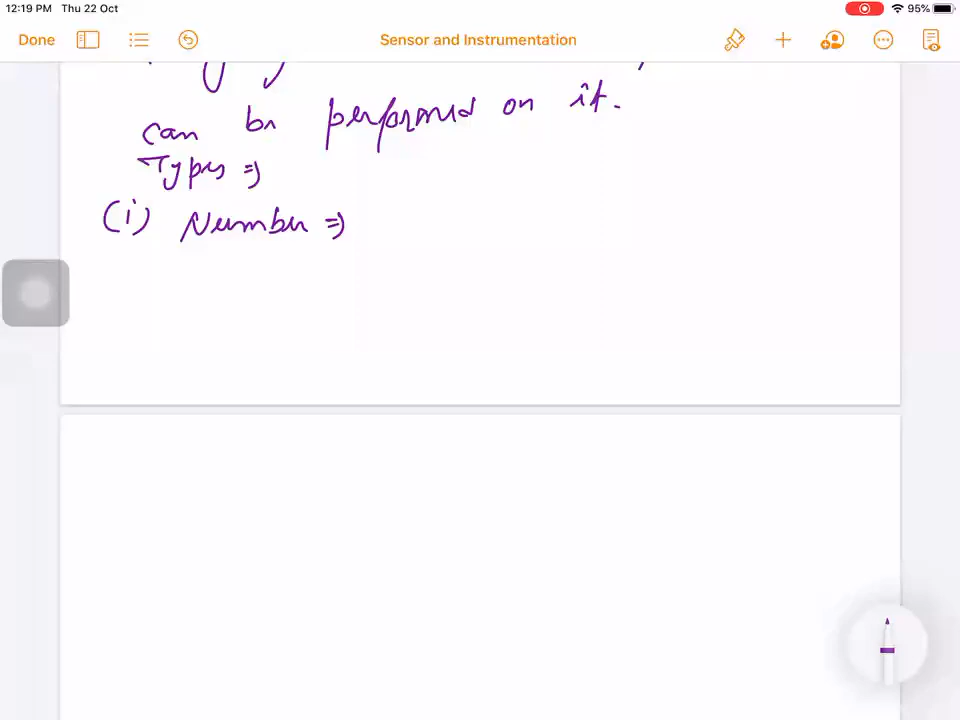 12:19 PM Thu 22 Oct 95%
Done Sensor and Instrumentation
can be performed on it.
Types ⇒
(i) Number ⇒